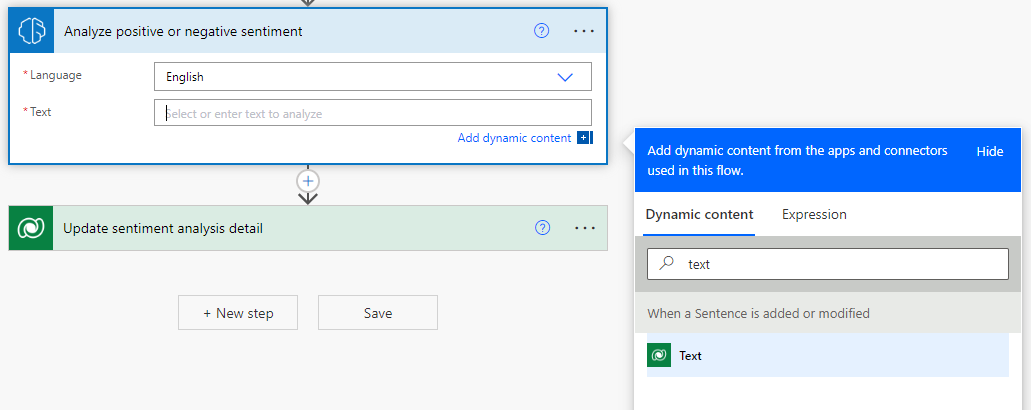 Analyze positive or negative sentiment
?
* Language
English
* Text
Select or enter text to analyze
Add dynamic content
Add dynamic content from the apps and connectors
used in this flow.
Hide
Dynamic content
Expression
text
When a Sentence is added or modified
Text
Update sentiment analysis detail
?
+ New step
Save